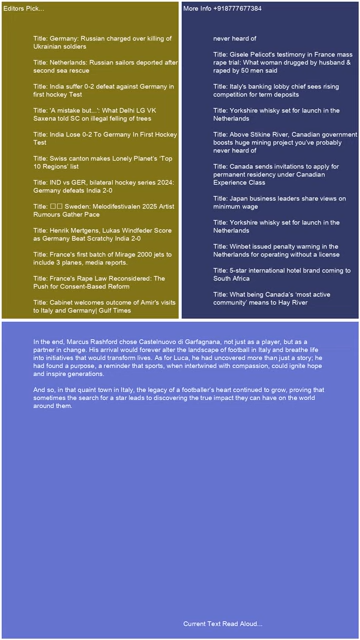 Editors Pick...
Title: Germany: Russian charged over killing of
Ukrainian soldiers
Title: Netherlands: Russian sailors deported after
second sea rescue
Title: India suffer 0-2 defeat against Germany in
first hockey Test
Title: 'A mistake but...': What Delhi LG VK
Saxena told SC on illegal felling of trees
Title: India Lose 0-2 To Germany In First Hockey
Test
Title: Swiss canton makes Lonely Planet's 'Top
10 Regions' list
Title: IND vs GER, bilateral hockey series 2024:
Germany defeats India 2-0
Title: □□ Sweden: Melodifestivalen 2025 Artist
Rumours Gather Pace
Title: Henrik Mertgens, Lukas Windfeder Score
as Germany Beat Scratchy India 2-0
Title: France's first batch of Mirage 2000 jets to
include 3 planes, media reports.
Title: France's Rape Law Reconsidered: The
Push for Consent-Based Reform
Title: Cabinet welcomes outcome of Amir's visits
to Italy and Germany| Gulf Times
More Info +918777677384
never heard of
Title: Gisele Pelicot's testimony in France mass
rape trial: What woman drugged by husband &
raped by 50 men said
Title: Italy's banking lobby chief sees rising
competition for term deposits
Title: Yorkshire whisky set for launch in the
Netherlands
Title: Above Stikine River, Canadian government
boosts huge mining project you've probably
never heard of
Title: Canada sends invitations to apply for
permanent residency under Canadian
Experience Class
Title: Japan business leaders share views on
minimum wage
Title: Yorkshire whisky set for launch in the
Netherlands
Title: Winbet issued penalty warning in the
Netherlands for operating without a license
Title: 5-star international hotel brand coming to
South Africa
Title: What being Canada's 'most active
community' means to Hay River
In the end, Marcus Rashford chose Castelnuovo di Garfagnana, not just as a player, but as a
partner in change. His arrival would forever alter the landscape of football in Italy and breathe life
into initiatives that would transform lives. As for Luca, he had uncovered more than just a story; he
had found a purpose, a reminder that sports, when intertwined with compassion, could ignite hope
and inspire generations.
And so, in that quaint town in Italy, the legacy of a footballer's heart continued to grow, proving that
sometimes the search for a star leads to discovering the true impact they can have on the world
around them.
Current Text Read Aloud...